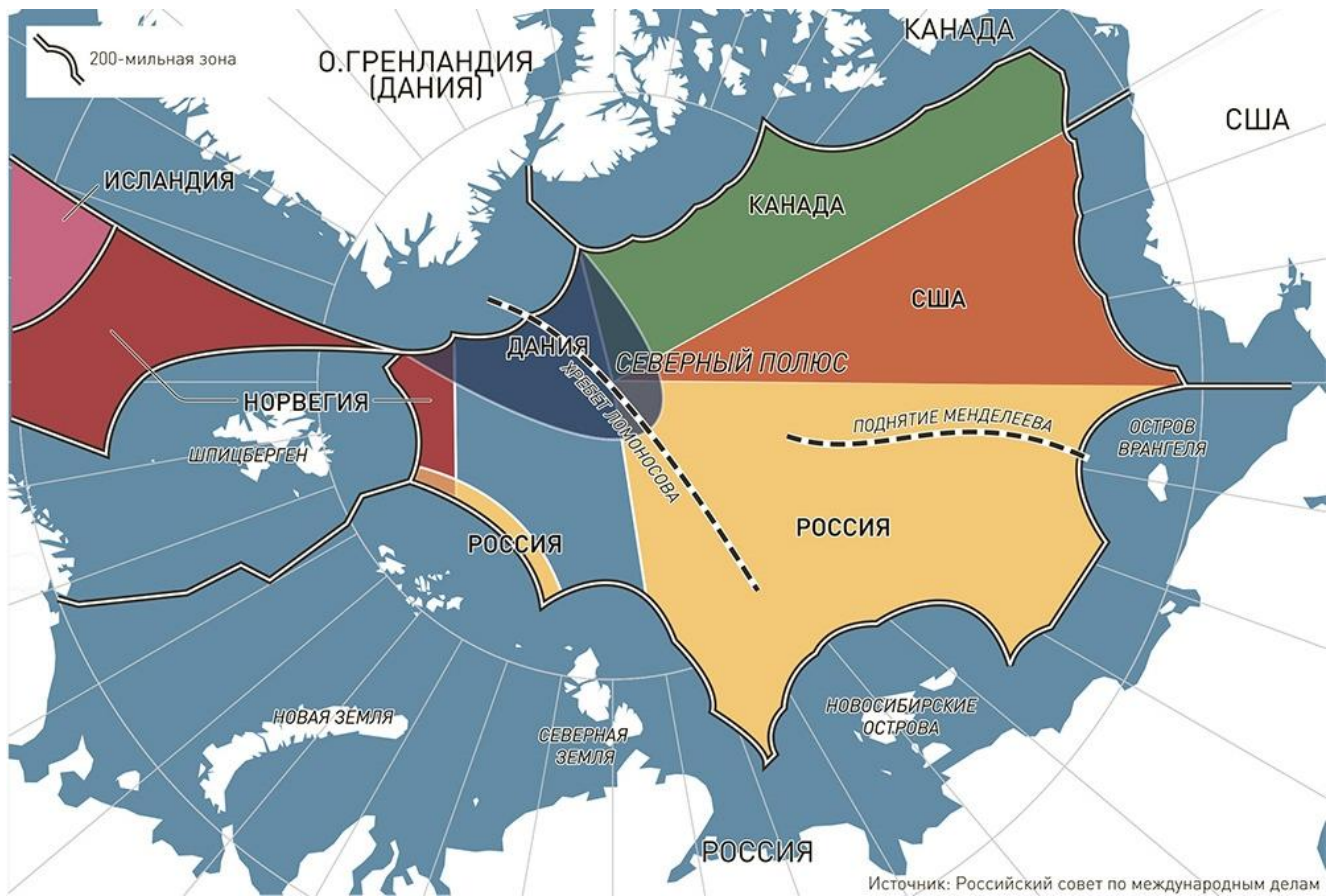 200-мильная зона
О.ГРЕНЛАНДИЯ
(ДАНИЯ)
КАНАДА
США
ИСЛАНДИЯ
КАНАДА
США
ДАНИЯ
СЕВЕРНЫЙ ПОЛЮС
ХРЕБЕТ ЛОМОНОСОВА
НОРВЕГИЯ
ШПИЦБЕРГЕН
ПОДНЯТИЕ МЕНДЕЛЕЕВА
ОСТРОВ
ВРАНГЕЛЯ
РОССИЯ
РОССИЯ
НОВАЯ ЗЕМЛЯ
СЕВЕРНАЯ
ЗЕМЛЯ
НОВОСИБИРСКИЕ
ОСТРОВА
РОССИЯ
Источник: Российский совет по международным делам